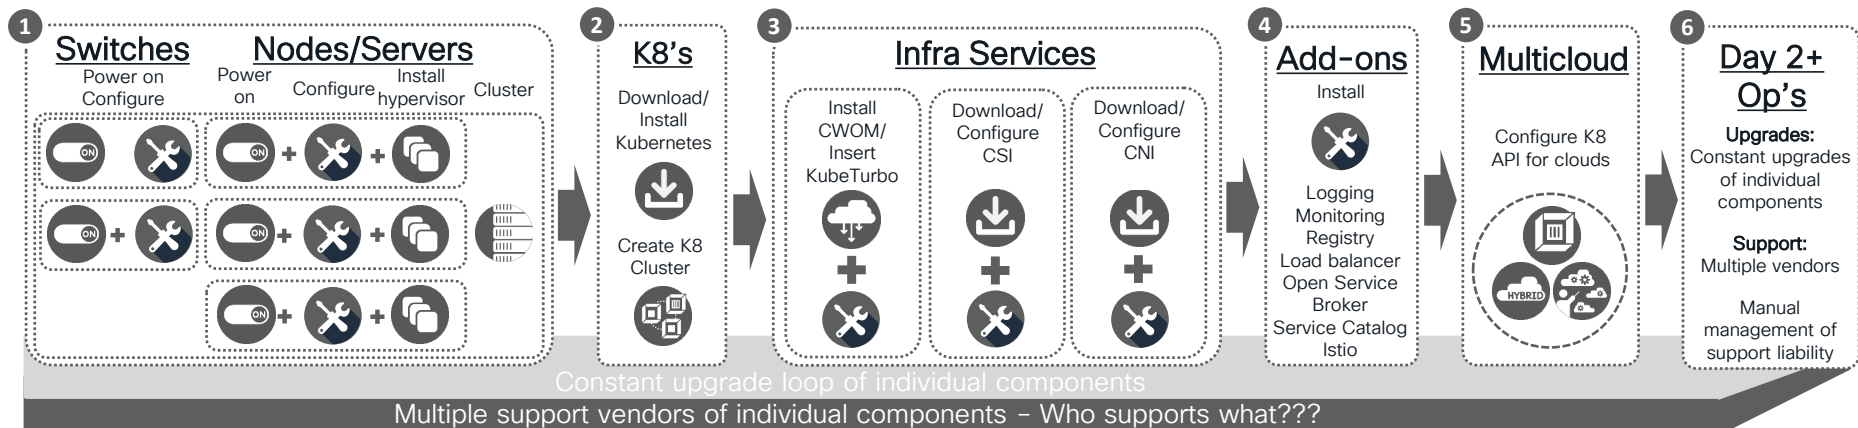 1
Switches
Power on
Configure
Nodes/Servers
Power
on
Configure
Install
hypervisor
Cluster
ON
ON
ON
ON
ON
2
K8's
Download/
Install
Kubernetes
Create K8
Cluster
3
Infra Services
Install
CWOM/
Insert
KubeTurbo
Download/
Configure
CSI
Download/
Configure
CNI
4
Add-ons
Install
Logging
Monitoring
Registry
Load balancer
Open Service
Broker
Service Catalog
Istio
5
Multicloud
Configure K8
API for clouds
HYBRID
6
Day 2+
Op's
Upgrades:
Constant upgrades
of individual
components
Support:
Multiple vendors
Manual
management of
support liability
Constant upgrade loop of individual components
Multiple support vendors of individual components – Who supports what???